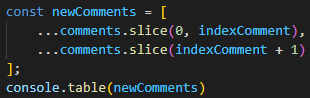 const newComments = [
    ...comments.slice(0, indexComment),
    ...comments.slice(indexComment + 1)
];
console.table(newComments)